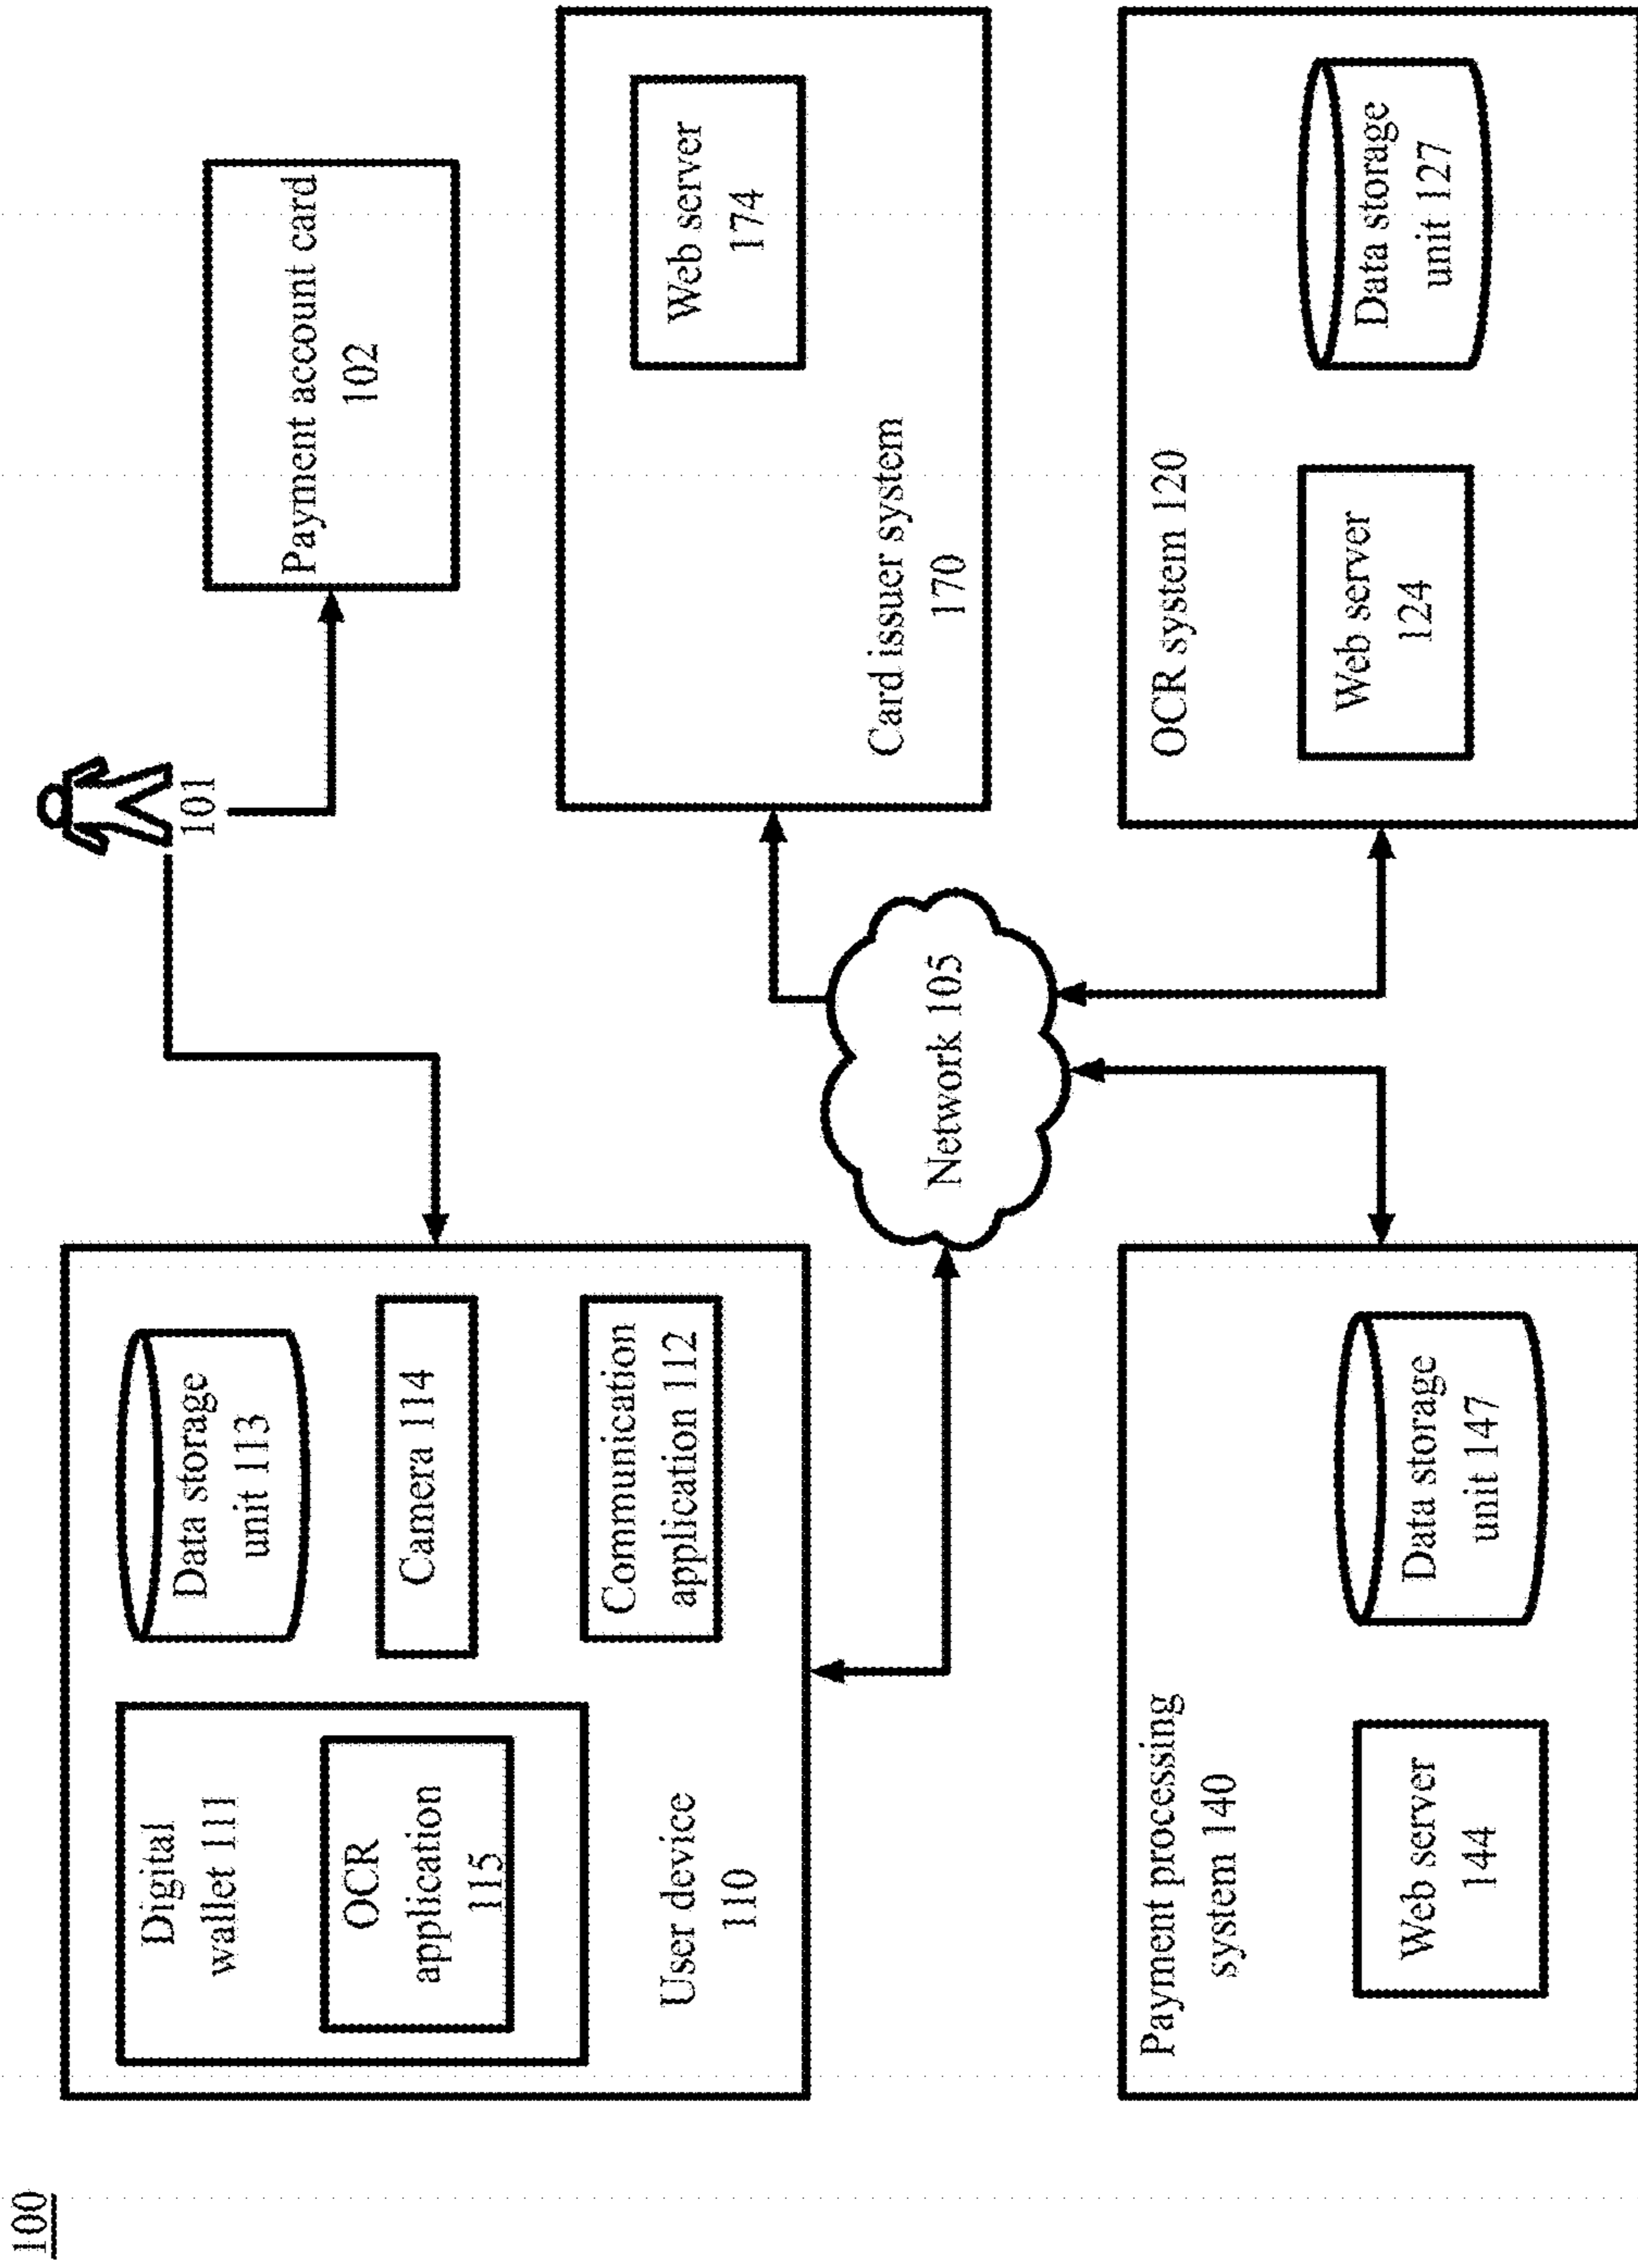 100
101
Digital
wallet 111
OCR
application
115
User device
110
Data storage
unit 113
Camera 114
Communication
application 112
Payment account card
102
Network 105
Card issuer system
170
Web server
174
Payment processing
system 140
Web server
144
Data storage
unit 147
OCR system 120
Web server
124
Data storage
unit 127